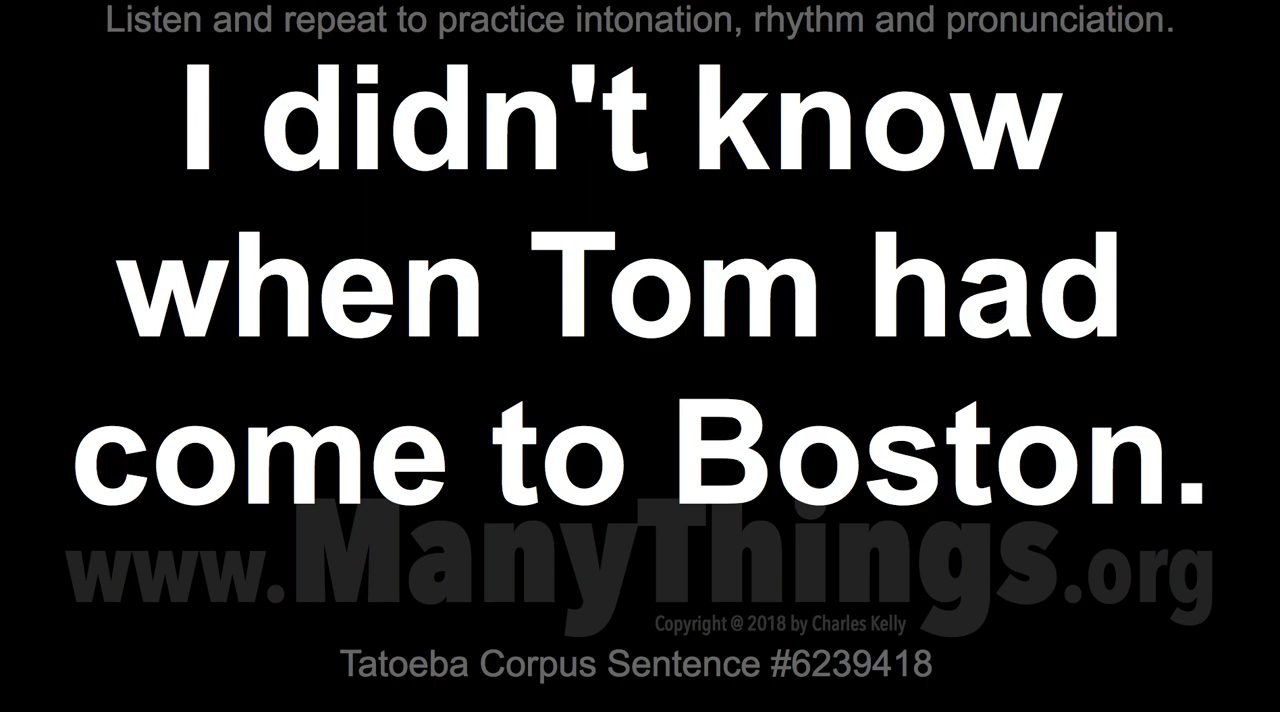 Listen and repeat to practice intonation, rhythm and pronunciation.
I didn't know
when Tom had
come to Boston.
www.ManyThings.org
Copyright @ 2018 by Charles Kelly
Tatoeba Corpus Sentence #6239418